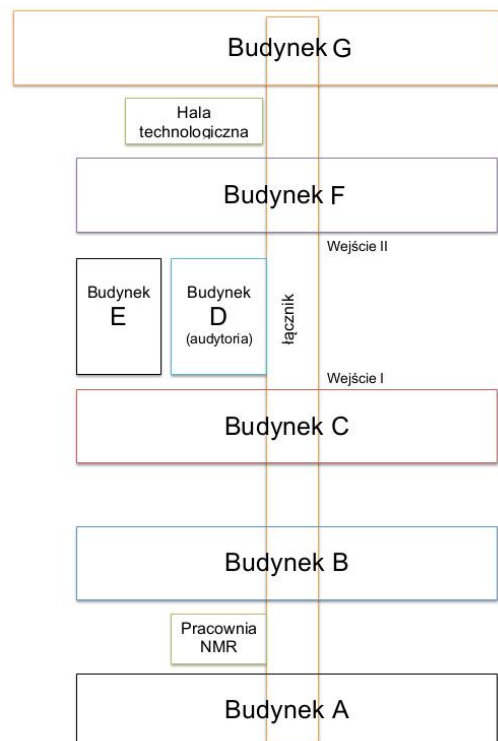 Budynek G
Hala
technologiczna
Budynek F
Wejście II
Budynek
E
Budynek
D
(audytoria)
łącznik
Wejście I
Budynek C
Budynek B
Pracownia
NMR
Budynek A